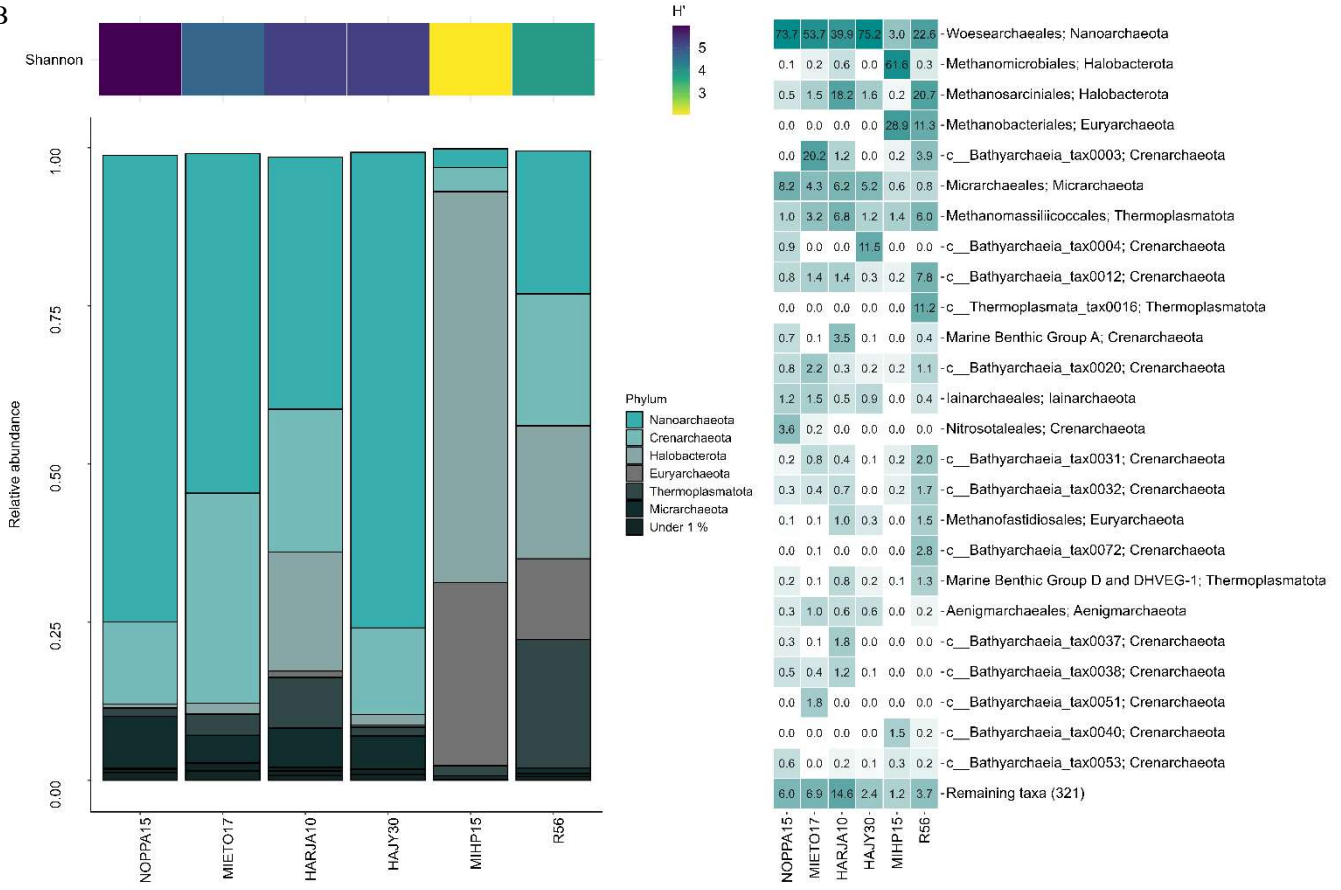 B
Shannon
H'
5
4
3
Relative abundance
1.00
0.75
0.50
0.25
0.00
NOPPA15
MIETO17
HARJA10
HAJY30
MIHP15
R56
Phylum
Nanoarchaeota
Crenarchaeota
Halobacterota
Euryarchaeota
Thermoplasmatota
Micrarchaeota
Under 1 %
73.7 53.7 39.9 75.2 3.0 22.6 -Woesearchaeales; Nanoarchaeota
0.1 0.2 0.6 0.0 61.6 0.3 -Methanomicrobiales; Halobacterota
0.5 1.5 18.2 1.6 0.2 20.7 -Methanosarciniales; Halobacterota
0.0 0.0 0.0 0.0 28.9 11.3 -Methanobacteriales; Euryarchaeota
0.0 20.2 1.2 0.0 0.2 3.9 -c__Bathyarchaeia_tax0003; Crenarchaeota
8.2 4.3 6.2 5.2 0.6 0.8 -Micrarchaeales; Micrarchaeota
1.0 3.2 6.8 1.2 1.4 6.0 -Methanomassiliicoccales; Thermoplasmatota
0.9 0.0 0.0 11.5 0.0 0.0 -c__Bathyarchaeia_tax0004; Crenarchaeota
0.8 1.4 1.4 0.3 0.2 7.8 -c__Bathyarchaeia_tax0012; Crenarchaeota
0.0 0.0 0.0 0.0 0.0 11.2 -c__Thermoplasmata_tax0016; Thermoplasmatota
0.7 0.1 3.5 0.1 0.0 0.4 -Marine Benthic Group A; Crenarchaeota
0.8 2.2 0.3 0.2 0.2 1.1 -c__Bathyarchaeia_tax0020; Crenarchaeota
1.2 1.5 0.5 0.9 0.0 0.4 -Iainarchaeales; Iainarchaeota
3.6 0.2 0.0 0.0 0.0 0.0 -Nitrosotaleales; Crenarchaeota
0.2 0.8 0.4 0.1 0.2 2.0 -c__Bathyarchaeia_tax0031; Crenarchaeota
0.3 0.4 0.7 0.0 0.2 1.7 -c__Bathyarchaeia_tax0032; Crenarchaeota
0.1 0.1 1.0 0.3 0.0 1.5 -Methanofastidiosales; Euryarchaeota
0.0 0.1 0.0 0.0 0.0 2.8 -c__Bathyarchaeia_tax0072; Crenarchaeota
0.2 0.1 0.8 0.2 0.1 1.3 -Marine Benthic Group D and DHVEG-1; Thermoplasmatota
0.3 1.0 0.6 0.6 0.0 0.2 -Aenigmarchaeales; Aenigmarchaeota
0.3 0.1 1.8 0.0 0.0 0.0 -c__Bathyarchaeia_tax0037; Crenarchaeota
0.5 0.4 1.2 0.1 0.0 0.0 -c__Bathyarchaeia_tax0038; Crenarchaeota
0.0 1.8 0.0 0.0 0.0 0.0 -c__Bathyarchaeia_tax0051; Crenarchaeota
0.0 0.0 0.0 0.0 1.5 0.2 -c__Bathyarchaeia_tax0040; Crenarchaeota
0.6 0.0 0.2 0.1 0.3 0.2 -c__Bathyarchaeia_tax0053; Crenarchaeota
6.0 6.9 14.6 2.4 1.2 3.7 -Remaining taxa (321)
NOPPA15-
MIETO17-
HARJA10-
HAJY30-
MIHP15-
R56-